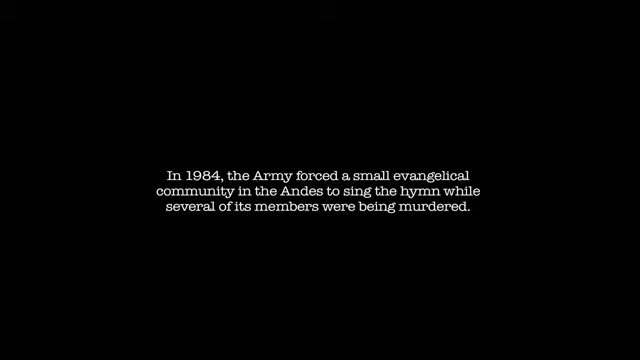 In 1984, the Army forced a small evangelical
community in the Andes to sing the hymn while
several of its members were being murdered.